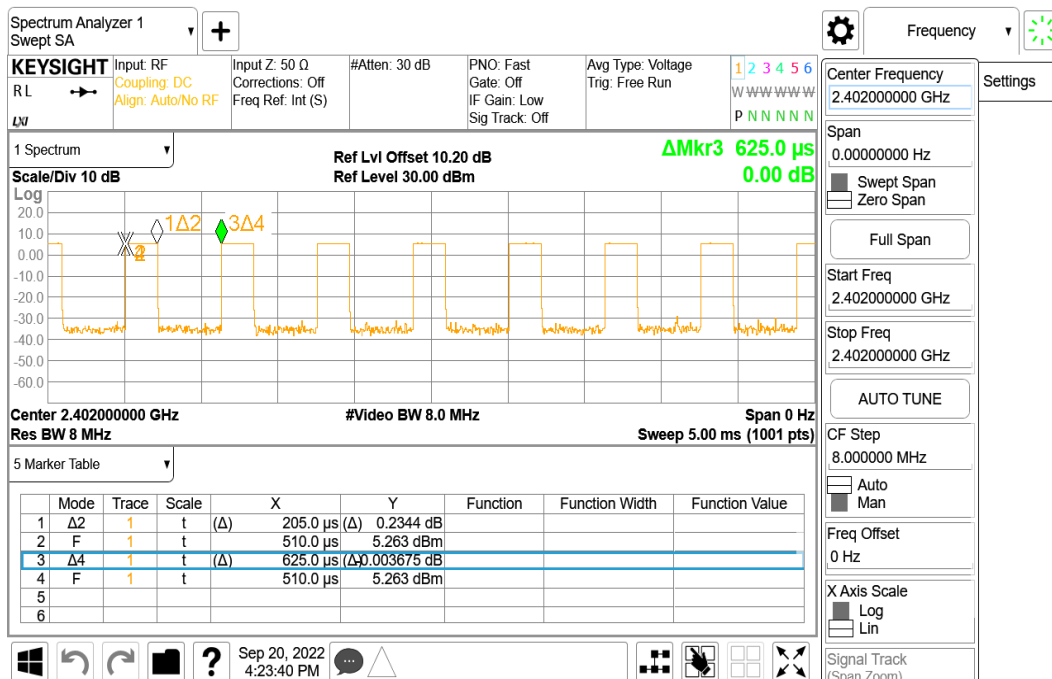 Spectrum Analyzer 1
Swept SA
Frequency
KEYSIGHT
RL
LXI
Input: RF
Coupling: DC
Align: Auto/No RF
Input Z: 50 Ω
Corrections: Off
Freq Ref: Int (S)
#Atten: 30 dB
PNO: Fast
Gate: Off
IF Gain: Low
Sig Track: Off
Avg Type: Voltage
Trig: Free Run
1 2 3 4 5 6
W W W W W W
P N N N N N
1 Spectrum
Scale/Div 10 dB
Log
Ref Lvl Offset 10.20 dB
Ref Level 30.00 dBm
ΔMkr3 625.0 µs
0.00 dB
20.0
10.0
0.00
-10.0
-20.0
-30.0
-40.0
-50.0
-60.0
1Δ2
3Δ4
Center 2.402000000 GHz
#Video BW 8.0 MHz
Span 0 Hz
Res BW 8 MHz
Sweep 5.00 ms (1001 pts)
5 Marker Table
Mode Trace Scale X Y Function Function Width Function Value
1 Δ2 1 t (Δ) 205.0 µs (Δ) 0.2344 dB
2 F 1 t 510.0 µs 5.263 dBm
3 Δ4 1 t (Δ) 625.0 µs (Δ) -0.003675 dB
4 F 1 t 510.0 µs 5.263 dBm
5
6
Sep 20, 2022
4:23:40 PM
?
Center Frequency
2.402000000 GHz
Span
0.00000000 Hz
Swept Span
Zero Span
Full Span
Start Freq
2.402000000 GHz
Stop Freq
2.402000000 GHz
AUTO TUNE
CF Step
8.000000 MHz
Auto
Man
Freq Offset
0 Hz
X Axis Scale
Log
Lin
Signal Track
(Span Zoom)
Settings